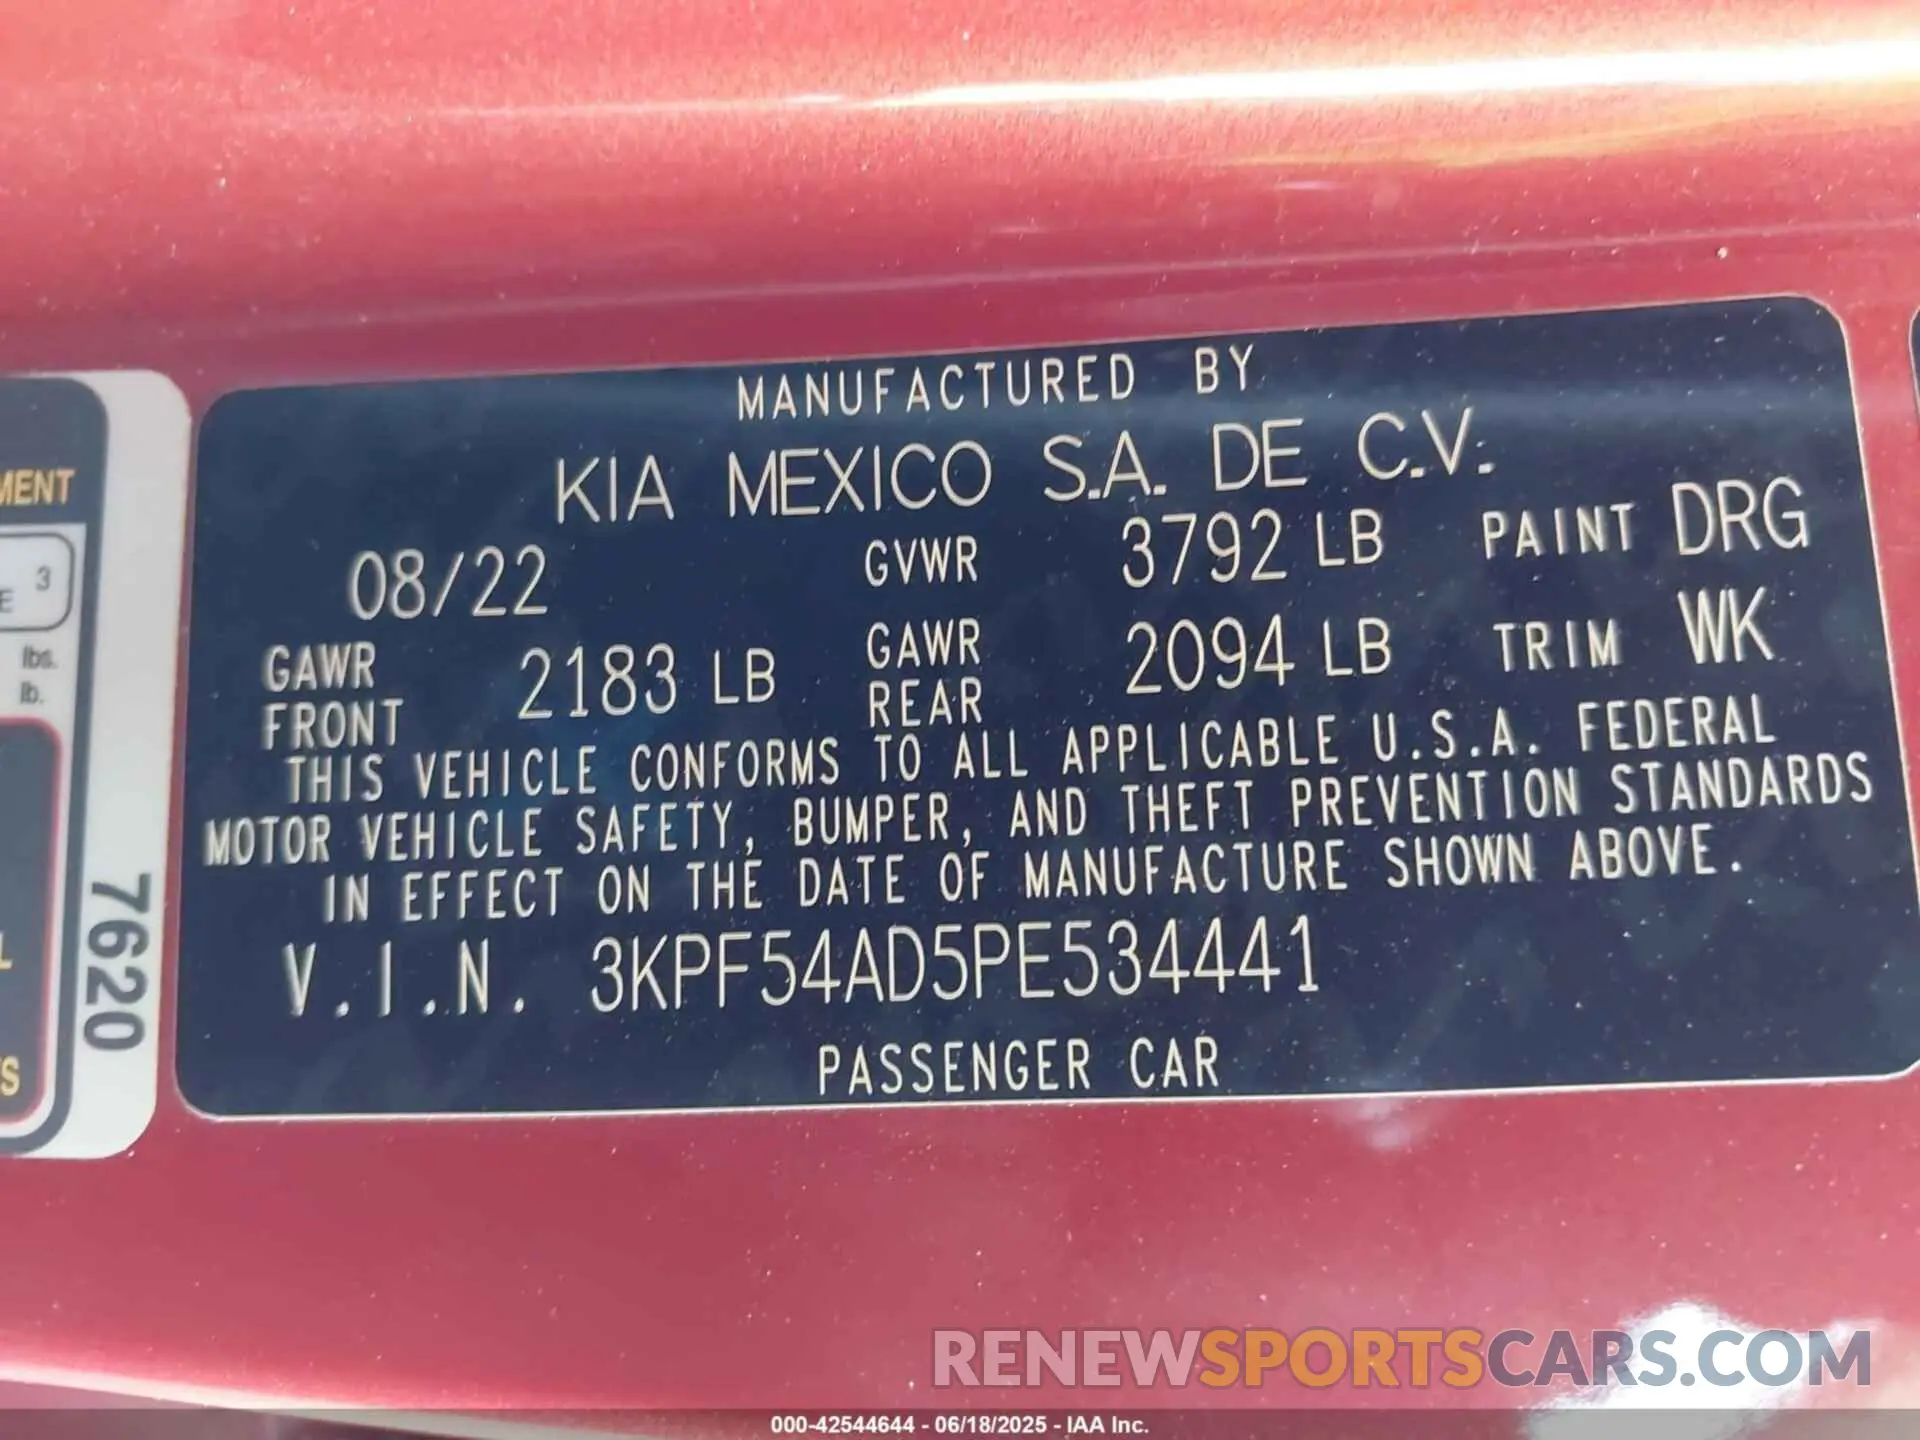 MANUFACTURED BY
KIA MEXICO S.A. DE C.V.
08/22 GVWR 3792 LB PAINT DRG
GAWR FRONT 2183 LB GAWR REAR 2094 LB TRIM WK
THIS VEHICLE CONFORMS TO ALL APPLICABLE U.S.A. FEDERAL
MOTOR VEHICLE SAFETY, BUMPER, AND THEFT PREVENTION STANDARDS
IN EFFECT ON THE DATE OF MANUFACTURE SHOWN ABOVE.
V.I.N. 3KPF54AD5PE534441
PASSENGER CAR
3
lbs.
lb.
7620
RENEWSPORTSCARS.COM
000-42544644 - 06/18/2025 - IAA Inc.